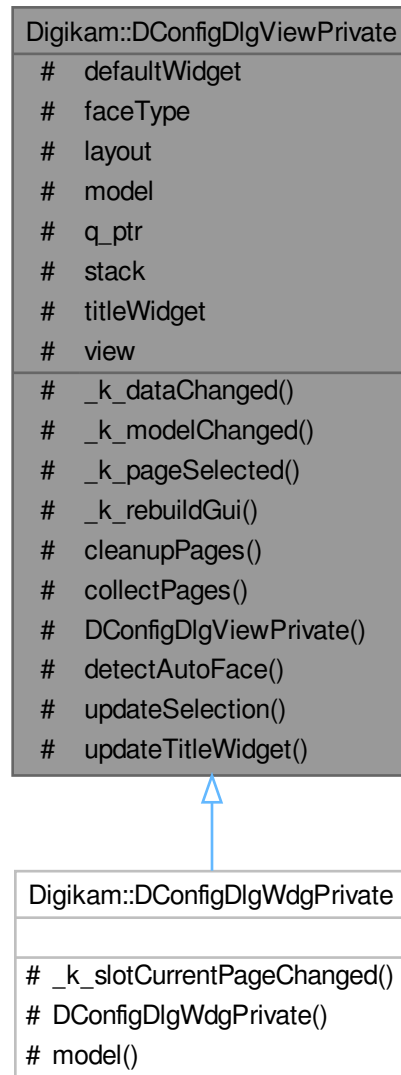 Digikam::DConfigDlgViewPrivate
# defaultWidget
# faceType
# layout
# model
# q_ptr
# stack
# titleWidget
# view
# _k_dataChanged()
# _k_modelChanged()
# _k_pageSelected()
# _k_rebuildGui()
# cleanupPages()
# collectPages()
# DConfigDlgViewPrivate()
# detectAutoFace()
# updateSelection()
# updateTitleWidget()
Digikam::DConfigDlgWdgPrivate
# _k_slotCurrentPageChanged()
# DConfigDlgWdgPrivate()
# model()